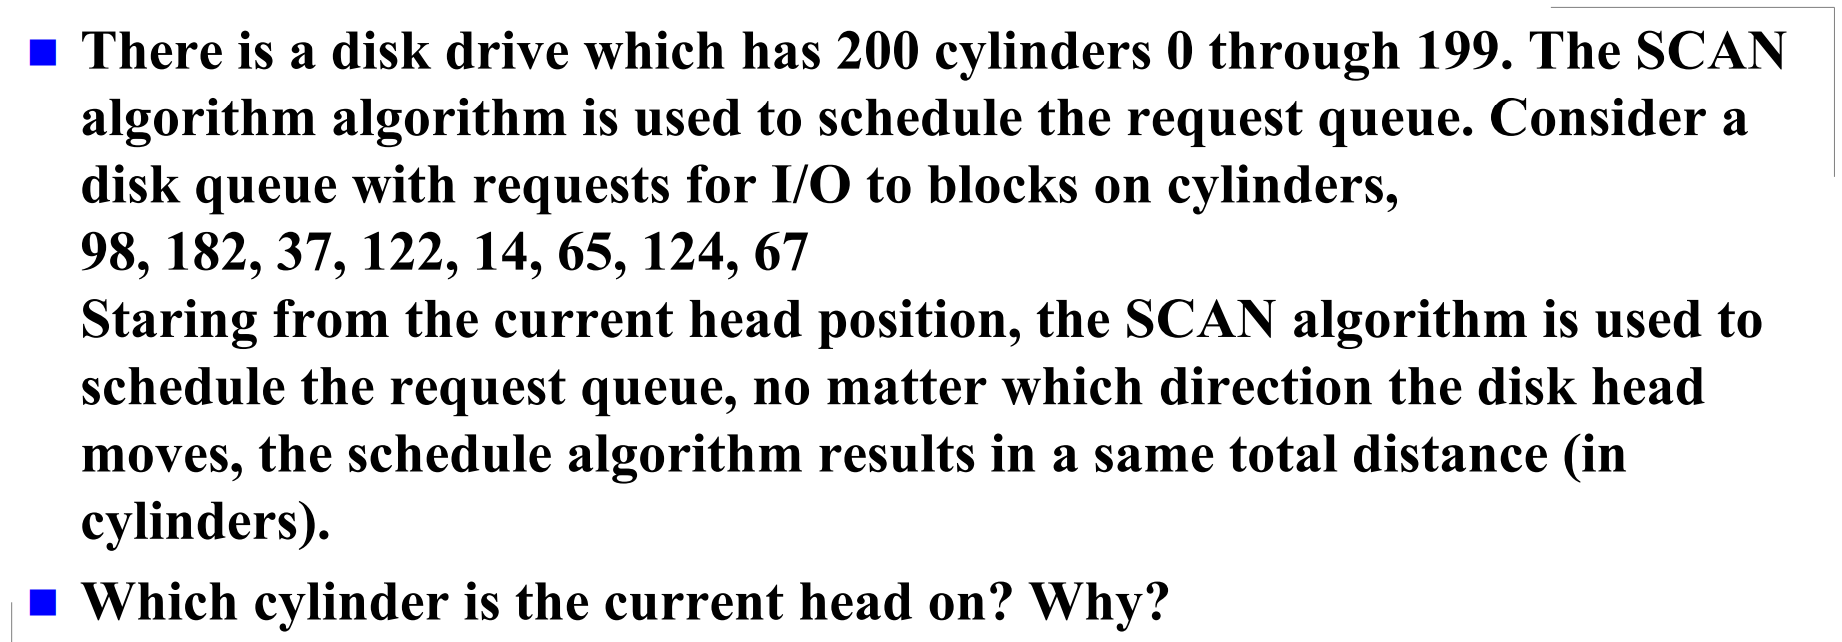 There is a disk drive which has 200 cylinders 0 through 199. The SCAN
algorithm algorithm is used to schedule the request queue. Consider a
disk queue with requests for I/O to blocks on cylinders,
98, 182, 37, 122, 14, 65, 124, 67
Staring from the current head position, the SCAN algorithm is used to
schedule the request queue, no matter which direction the disk head
moves, the schedule algorithm results in a same total distance (in
cylinders).
Which cylinder is the current head on? Why?